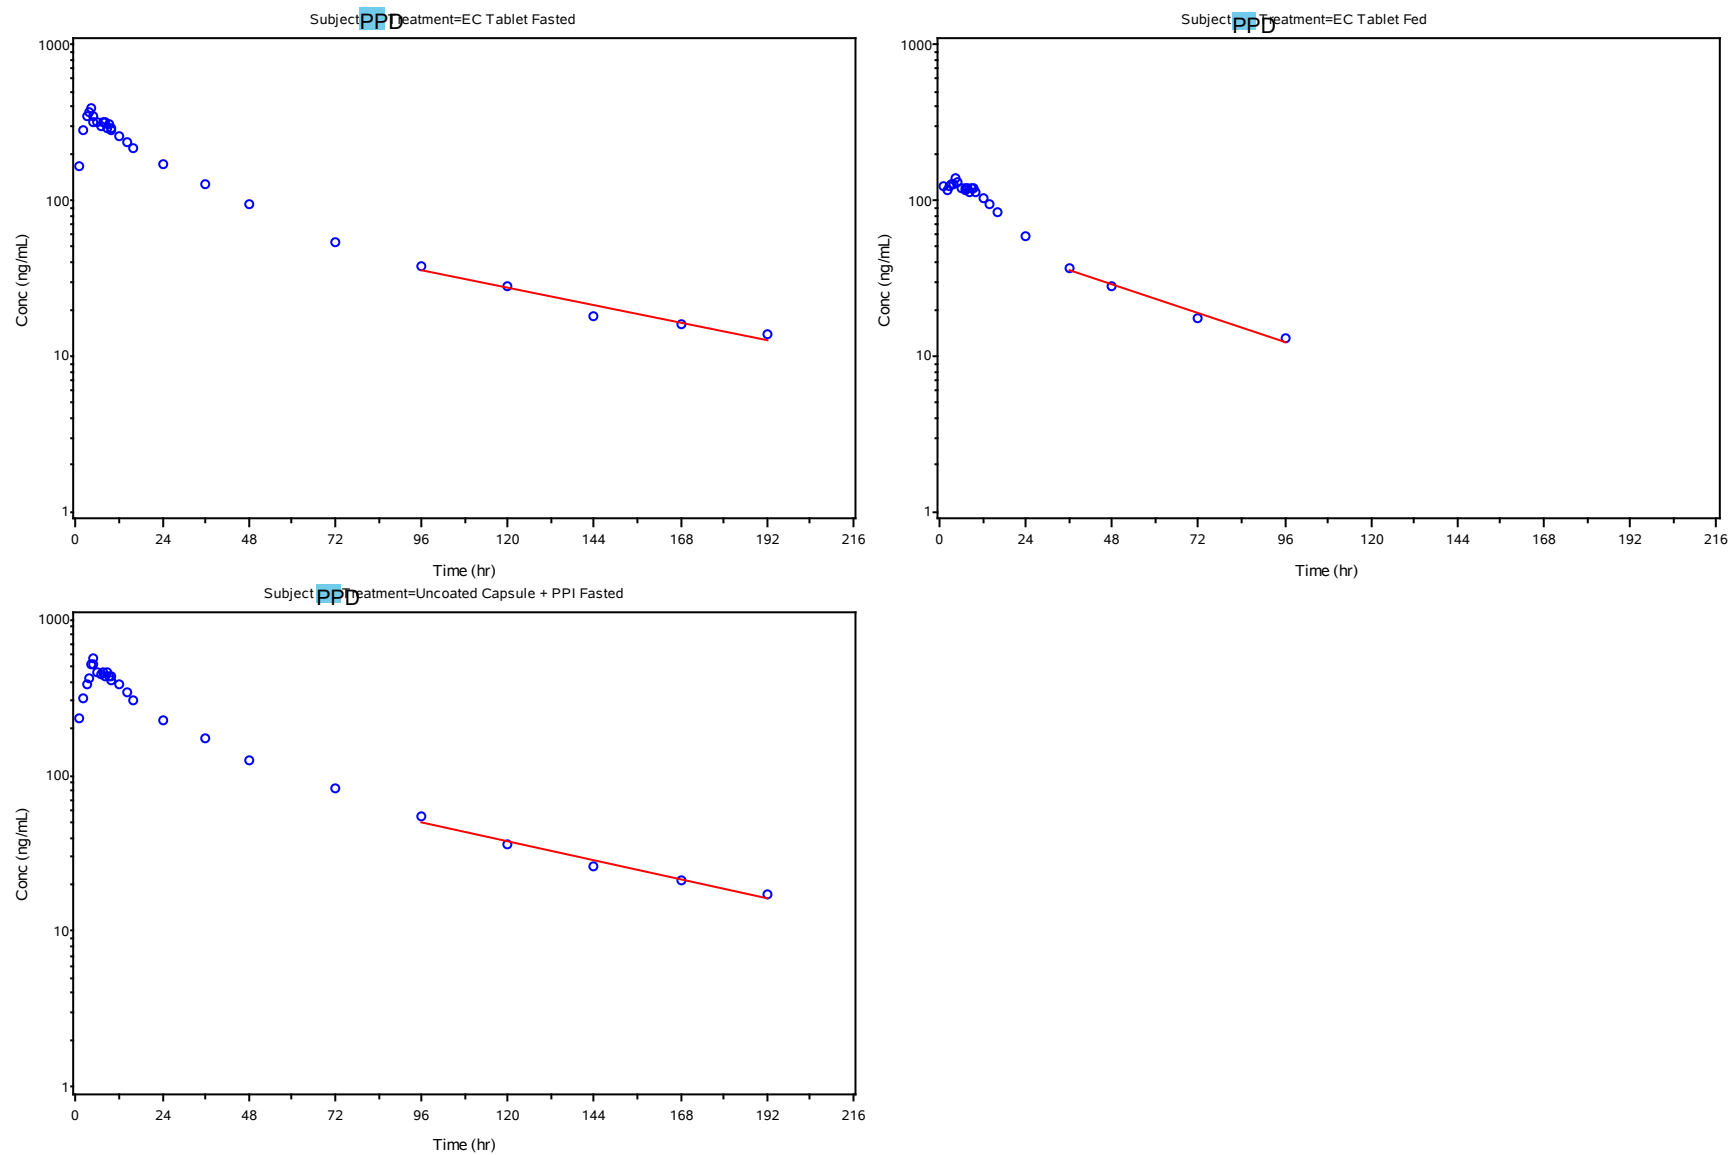 Subject PPD Treatment=EC Tablet Fasted
1000
100
10
1
Conc (ng/mL)
0 24 48 72 96 120 144 168 192 216
Time (hr)
Subject PPD Treatment=EC Tablet Fed
1000
100
10
1
Conc (ng/mL)
0 24 48 72 96 120 144 168 192 216
Time (hr)
Subject PPD Treatment=Uncoated Capsule + PPI Fasted
1000
100
10
1
Conc (ng/mL)
0 24 48 72 96 120 144 168 192 216
Time (hr)